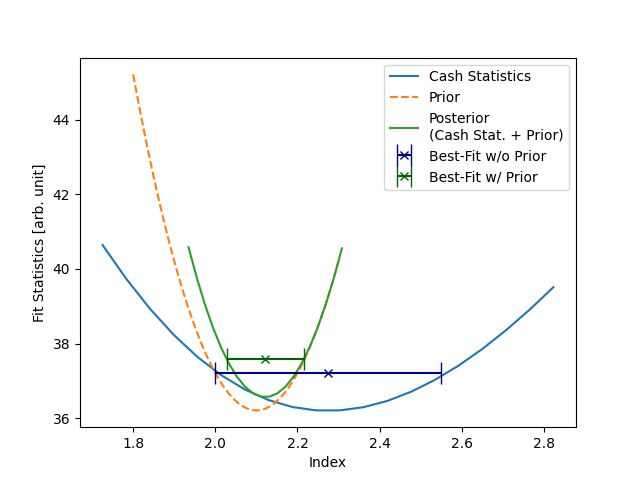 Cash Statistics
Prior
Posterior
(Cash Stat. + Prior)
Best-Fit w/o Prior
Best-Fit w/ Prior
Fit Statistics [arb. unit]
44
42
40
38
36
1.8
2.0
2.2
2.4
2.6
2.8
Index